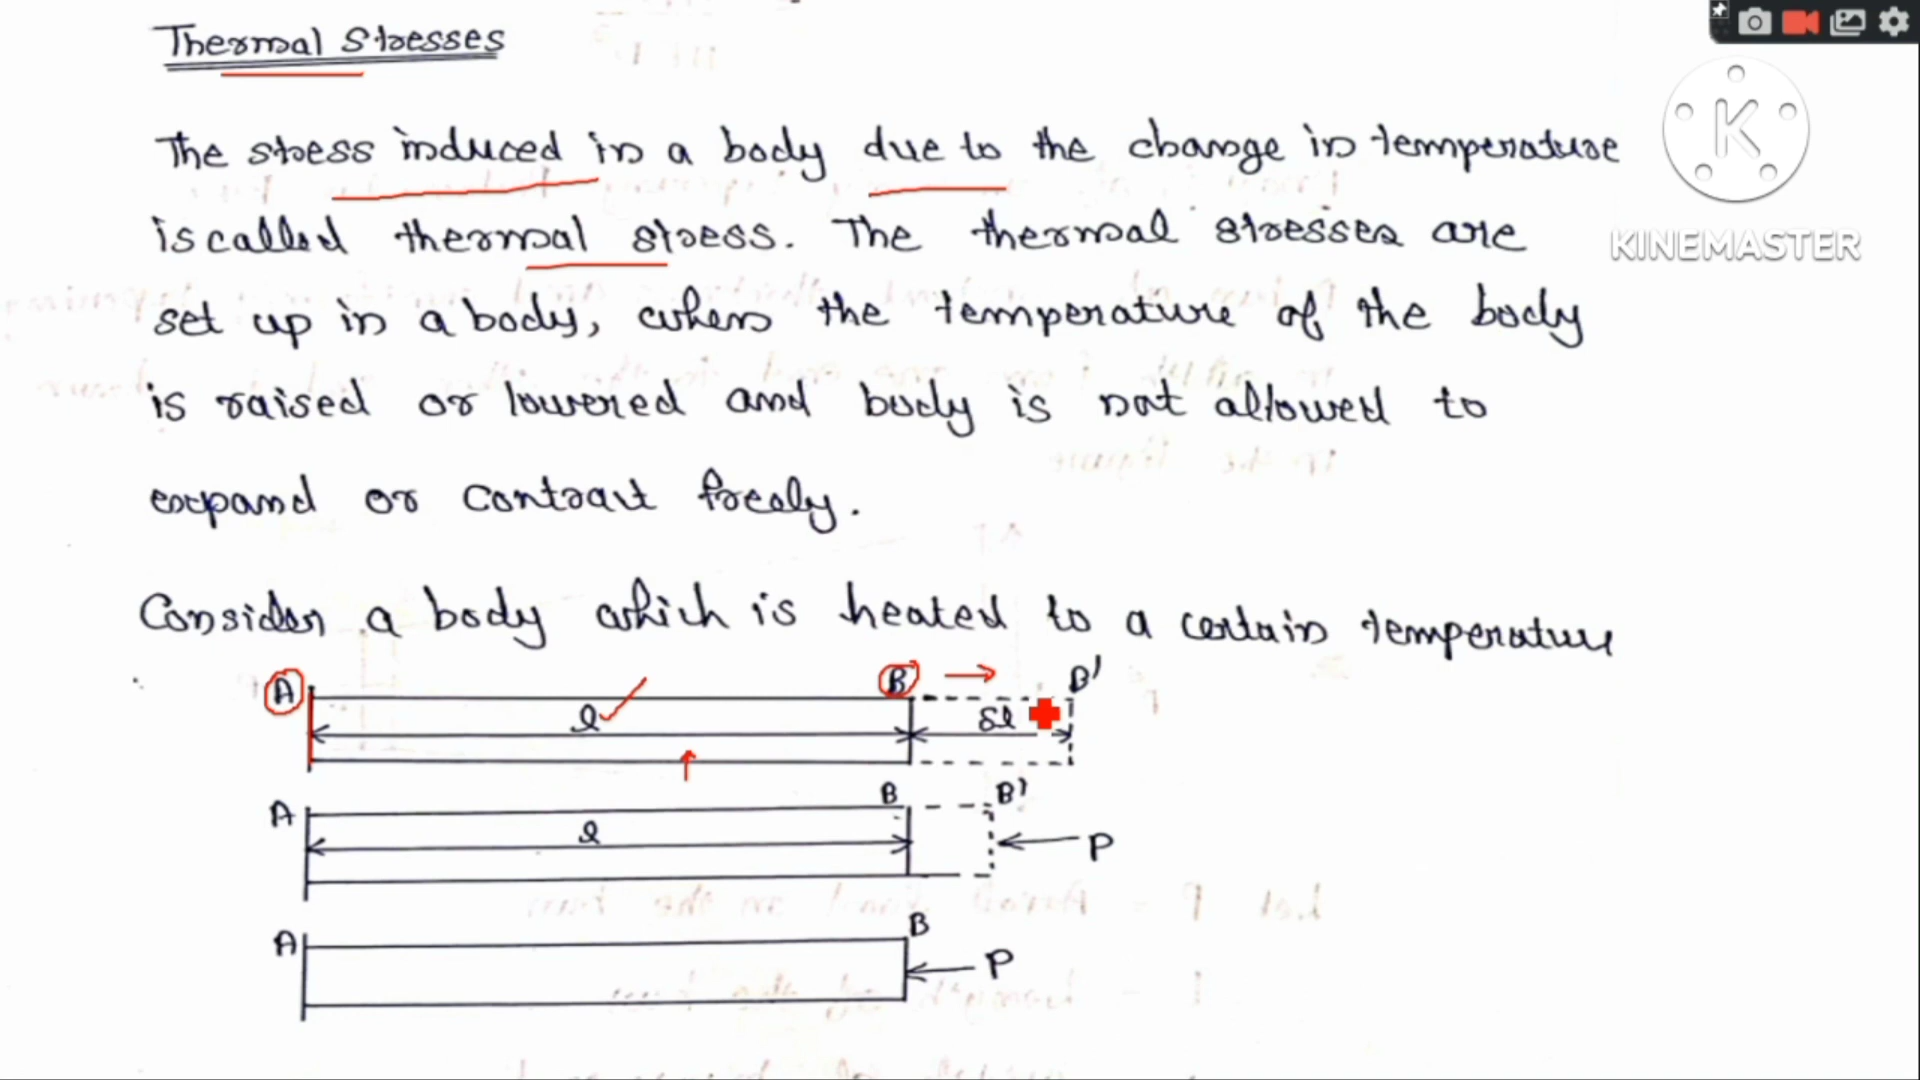 Thermal Stresses
The stress induced in a body due to the change in temperature
is called thermal stress. The thermal stresses are
set up in a body, when the temperature of the body
is raised or lowered and body is not allowed to
expand or contract freely.
Consider a body which is heated to a certain temperature
A B B'
l δl
A B B'
l P
A B
P
K
KINEMASTER